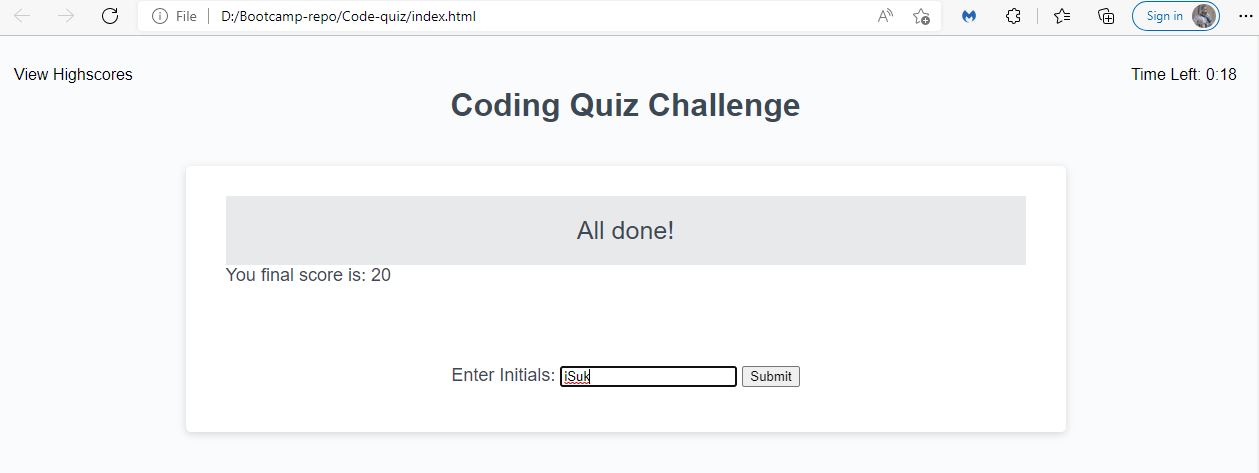 File D:/Bootcamp-repo/Code-quiz/index.html Sign in
View Highscores Time Left: 0:18
Coding Quiz Challenge
All done!
You final score is: 20
Enter Initials: iSuk Submit